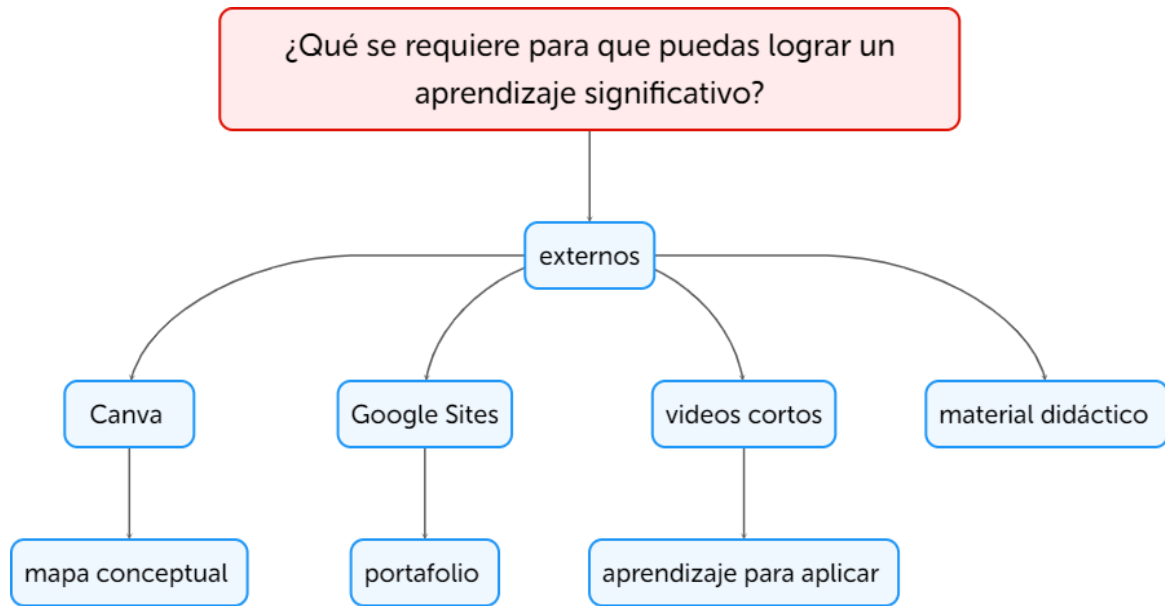 ¿Qué se requiere para que puedas lograr un
aprendizaje significativo?
externos
Canva
Google Sites
videos cortos
material didáctico
mapa conceptual
portafolio
aprendizaje para aplicar